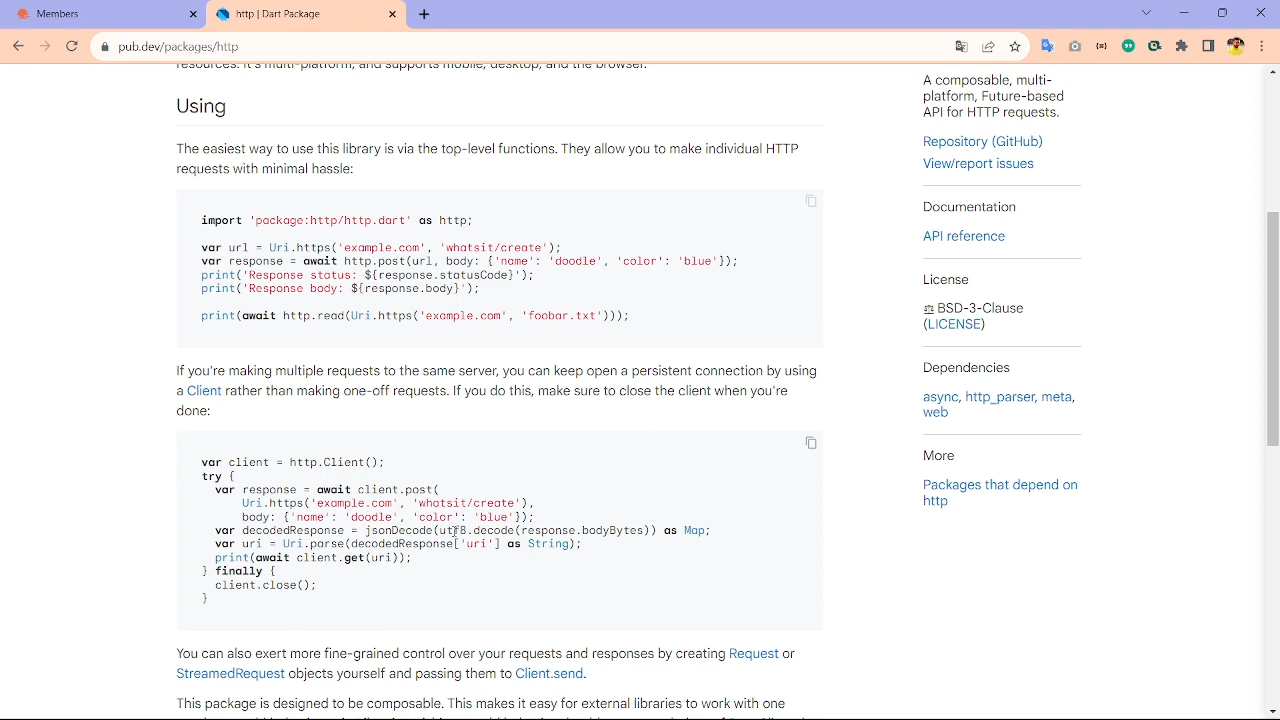 Members
http | Dart Package
pub.dev/packages/http
resources. It's multi-platform, and supports mobile, desktop, and the browser.
Using
The easiest way to use this library is via the top-level functions. They allow you to make individual HTTP
requests with minimal hassle:
import 'package:http/http.dart' as http;
var url = Uri.https('example.com', 'whatsit/create');
var response = await http.post(url, body: {'name': 'doodle', 'color': 'blue'});
print('Response status: ${response.statusCode}');
print('Response body: ${response.body}');
print(await http.read(Uri.https('example.com', 'foobar.txt')));
If you're making multiple requests to the same server, you can keep open a persistent connection by using
a Client rather than making one-off requests. If you do this, make sure to close the client when you're
done:
var client = http.Client();
try {
var response = await client.post(
Uri.https('example.com', 'whatsit/create'),
body: {'name': 'doodle', 'color': 'blue'});
var decodedResponse = jsonDecode(utf8.decode(response.bodyBytes)) as Map;
var uri = Uri.parse(decodedResponse['uri'] as String);
print(await client.get(uri));
} finally {
client.close();
}
You can also exert more fine-grained control over your requests and responses by creating Request or
StreamedRequest objects yourself and passing them to Client.send.
This package is designed to be composable. This makes it easy for external libraries to work with one
A composable, multi-
platform, Future-based
API for HTTP requests.
Repository (GitHub)
View/report issues
Documentation
API reference
License
BSD-3-Clause
(LICENSE)
Dependencies
async, http_parser, meta,
web
More
Packages that depend on
http